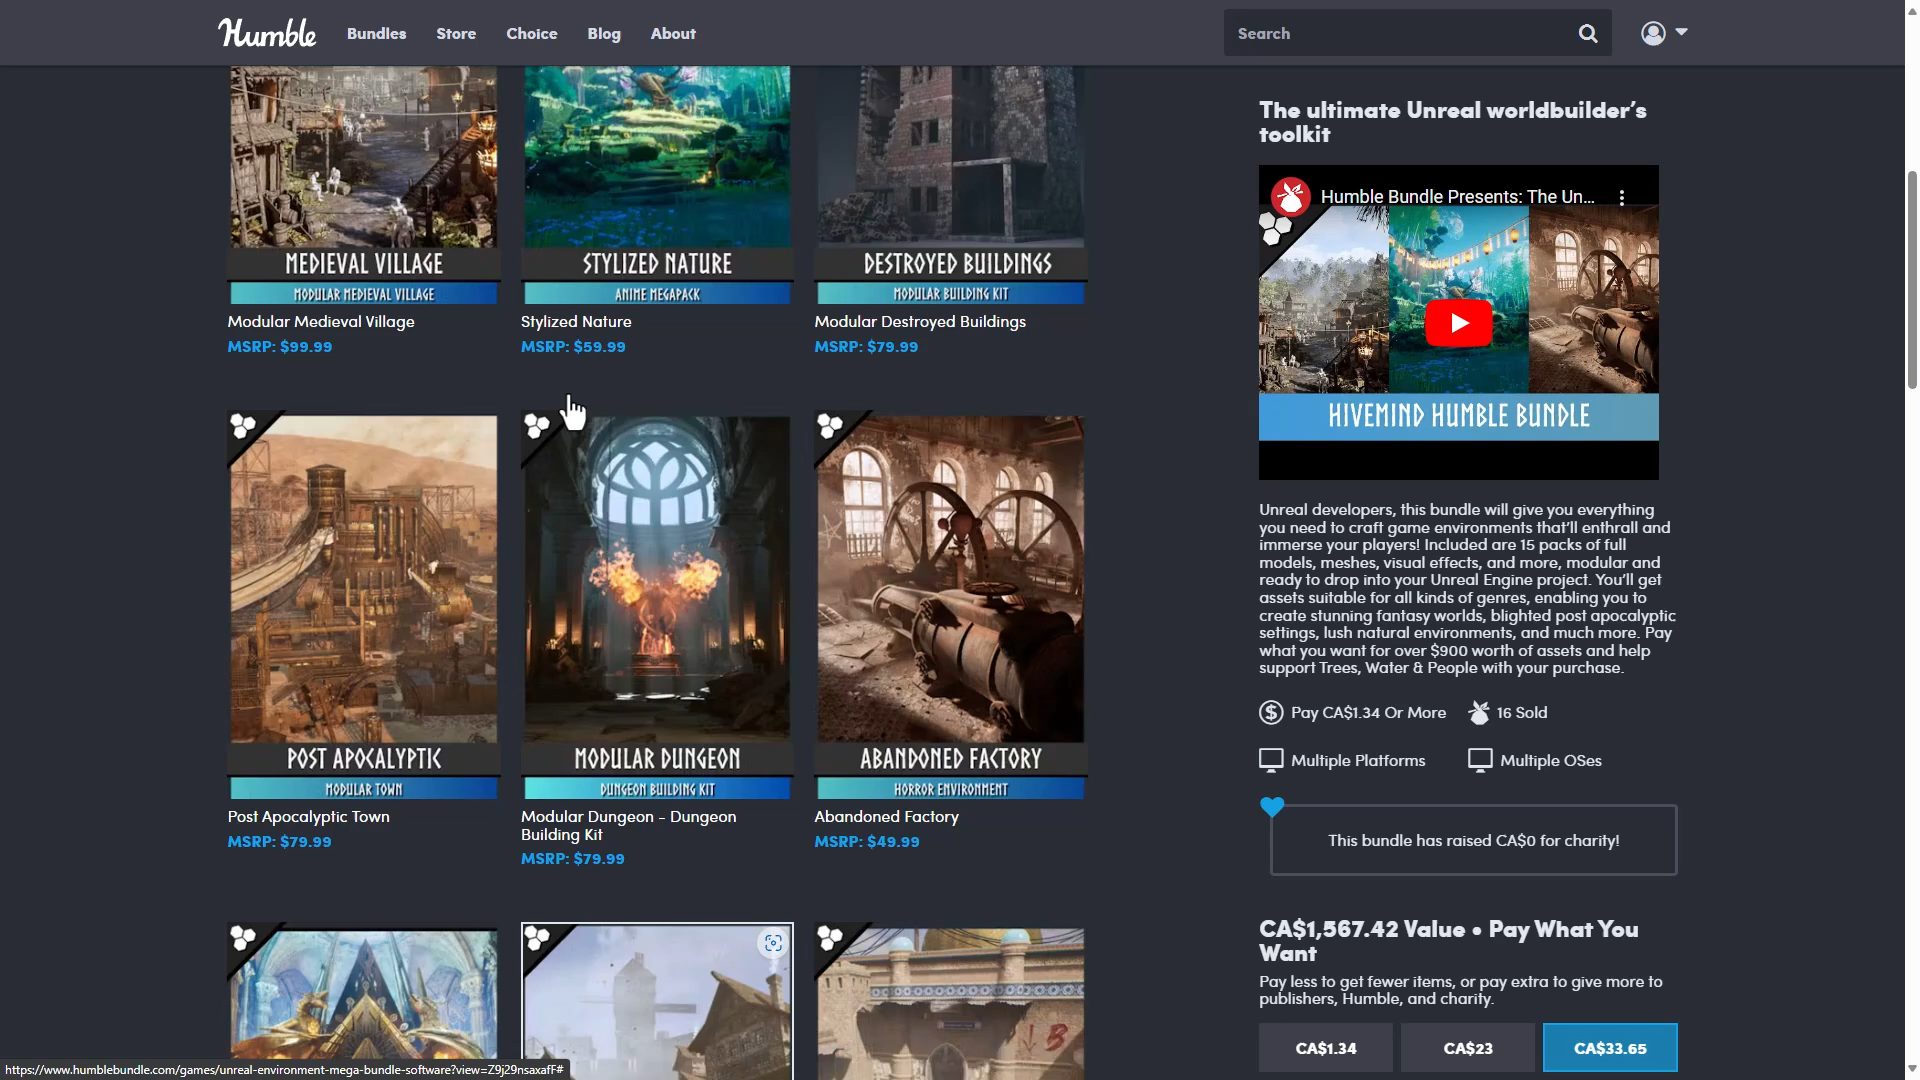 Humble
Bundles
Store
Choice
Blog
About
Search
MEDIEVAL VILLAGE
MODULAR MEDIEVAL VILLAGE
Modular Medieval Village
MSRP: $99.99
STYLIZED NATURE
ANIME MEGAPACK
Stylized Nature
MSRP: $59.99
DESTROYED BUILDINGS
MODULAR BUILDING KIT
Modular Destroyed Buildings
MSRP: $79.99
POST APOCALYPTIC
MODULAR TOWN
Post Apocalyptic Town
MSRP: $79.99
MODULAR DUNGEON
DUNGEON BUILDING KIT
Modular Dungeon - Dungeon
Building Kit
MSRP: $79.99
ABANDONED FACTORY
HORROR ENVIRONMENT
Abandoned Factory
MSRP: $49.99
B
The ultimate Unreal worldbuilder's
toolkit
Humble Bundle Presents: The Un...
HIVEMIND HUMBLE BUNDLE
Unreal developers, this bundle will give you everything
you need to craft game environments that'll enthrall and
immerse your players! Included are 15 packs of full
models, meshes, visual effects, and more, modular and
ready to drop into your Unreal Engine project. You'll get
assets suitable for all kinds of genres, enabling you to
create stunning fantasy worlds, blighted post apocalyptic
settings, lush natural environments, and much more. Pay
what you want for over $900 worth of assets and help
support Trees, Water & People with your purchase.
Pay CA$1.34 Or More
16 Sold
Multiple Platforms
Multiple OSes
This bundle has raised CA$0 for charity!
CA$1,567.42 Value • Pay What You
Want
Pay less to get fewer items, or pay extra to give more to
publishers, Humble, and charity.
CA$1.34
CA$23
CA$33.65
https://www.humblebundle.com/games/unreal-environment-mega-bundle-software?view=Z9j29nsaxafF#